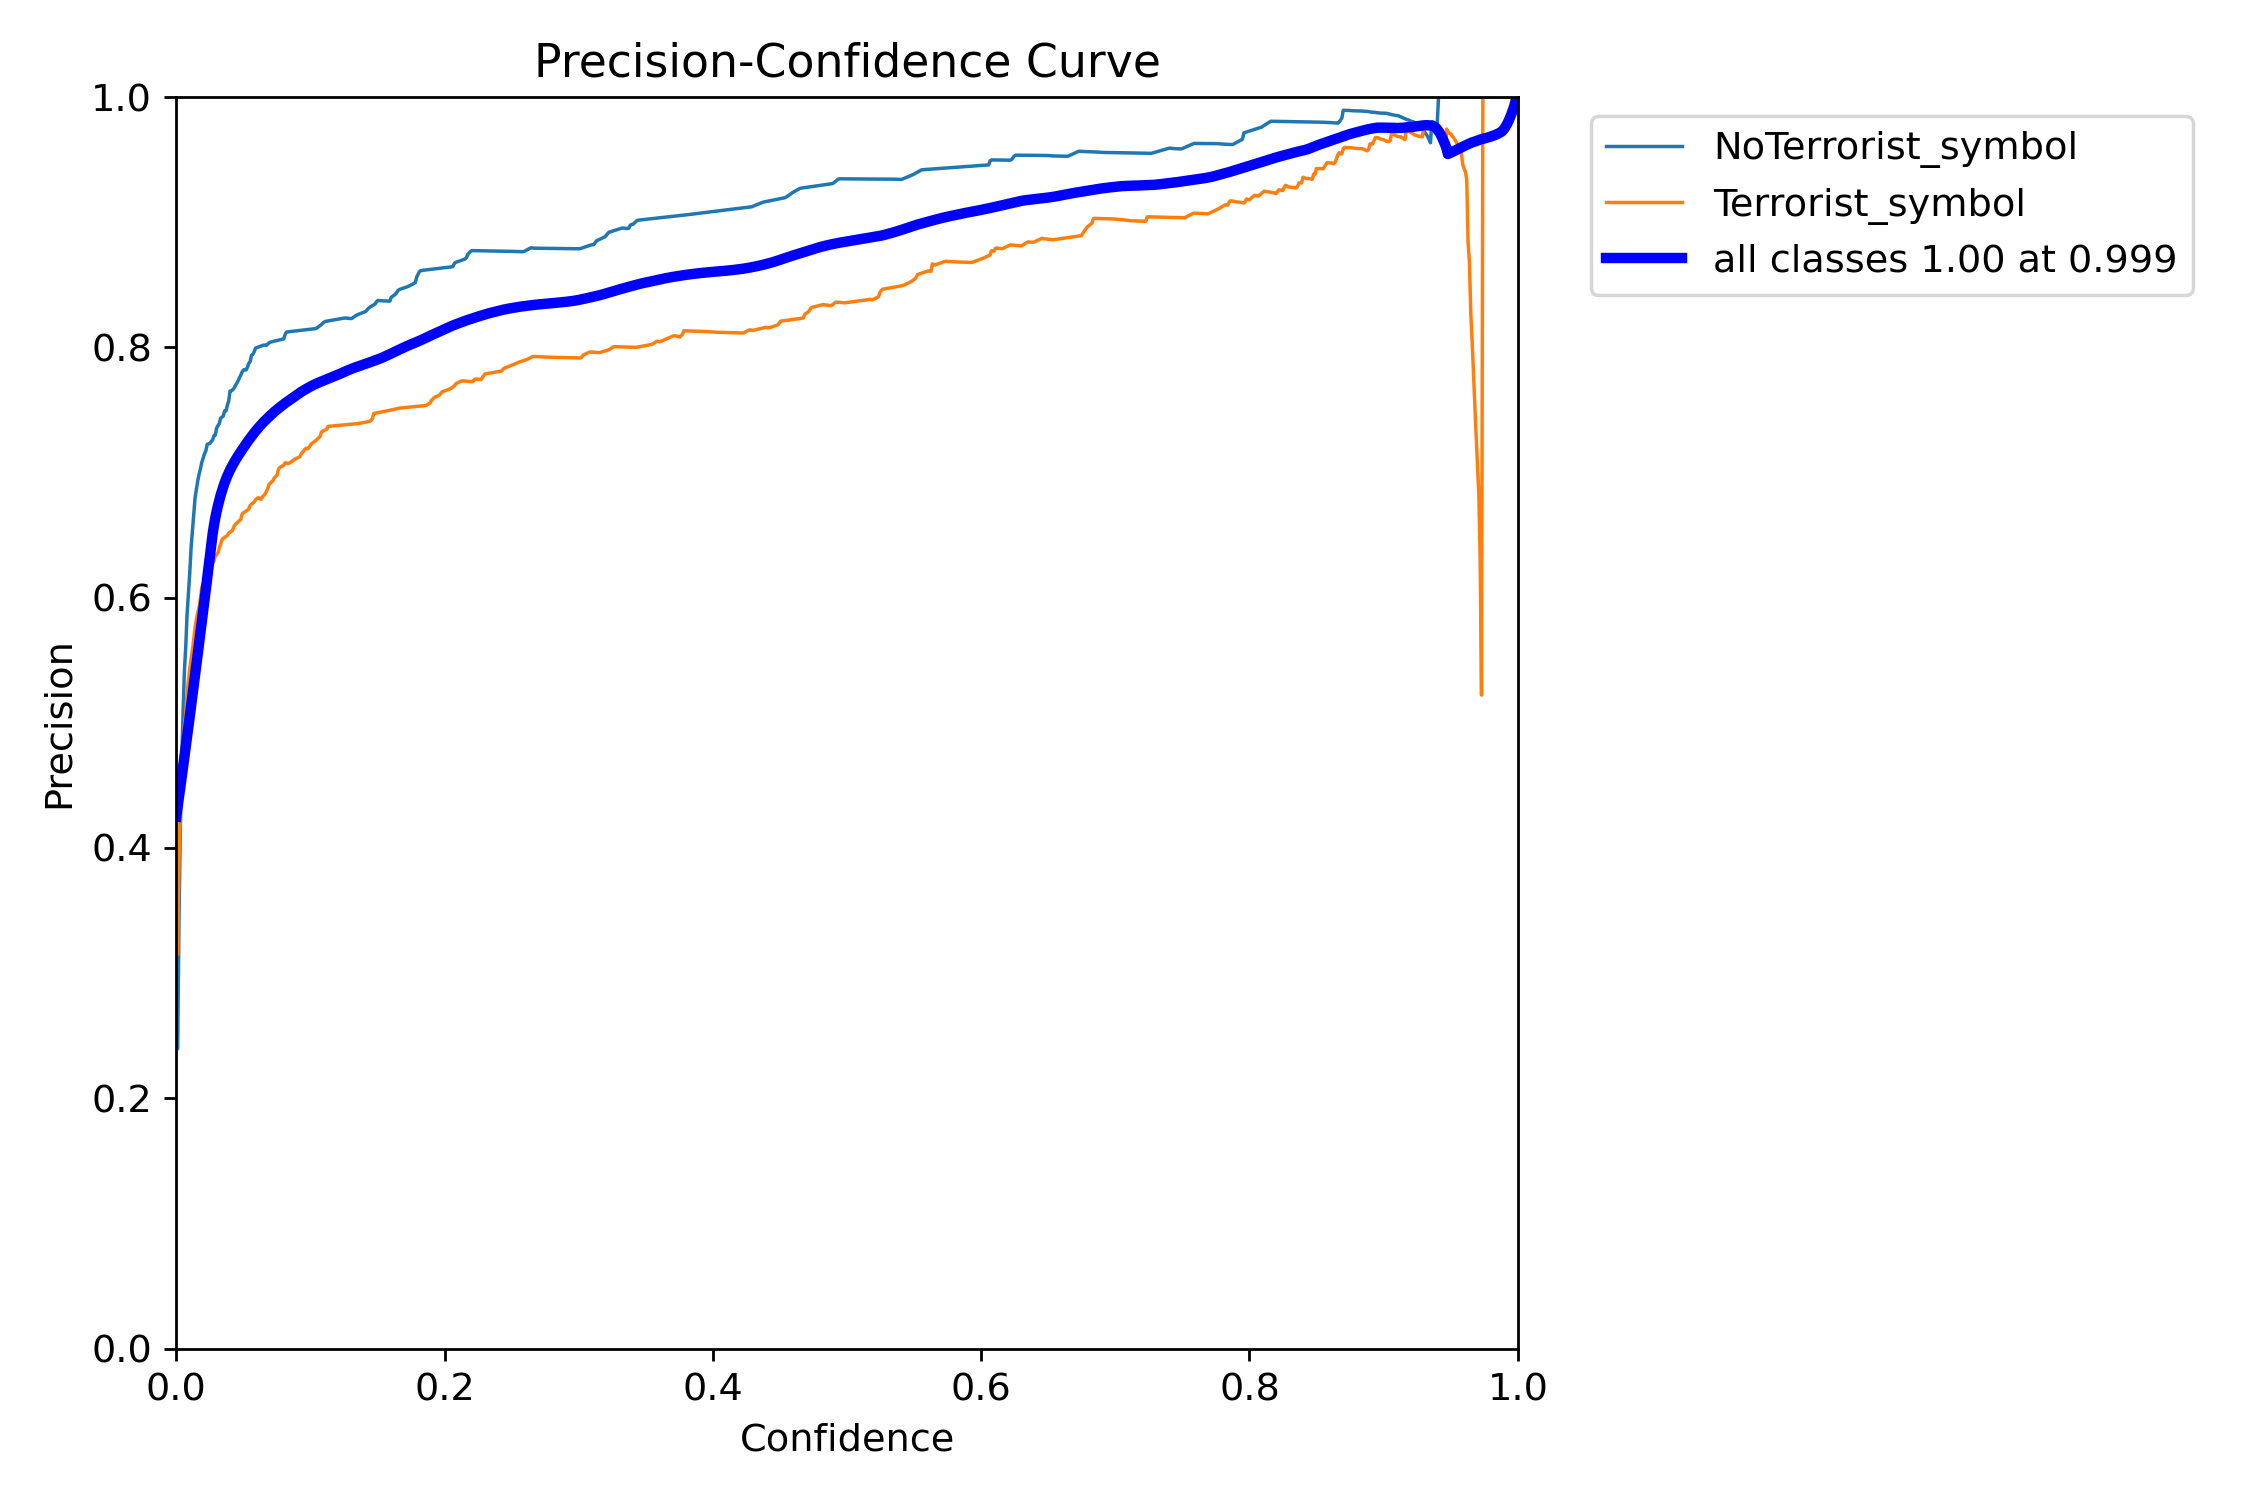 Precision-Confidence Curve
1.0
0.8
0.6
0.4
0.2
0.0
Precision
0.0 0.2 0.4 0.6 0.8 1.0
Confidence
NoTerrorist_symbol
Terrorist_symbol
all classes 1.00 at 0.999